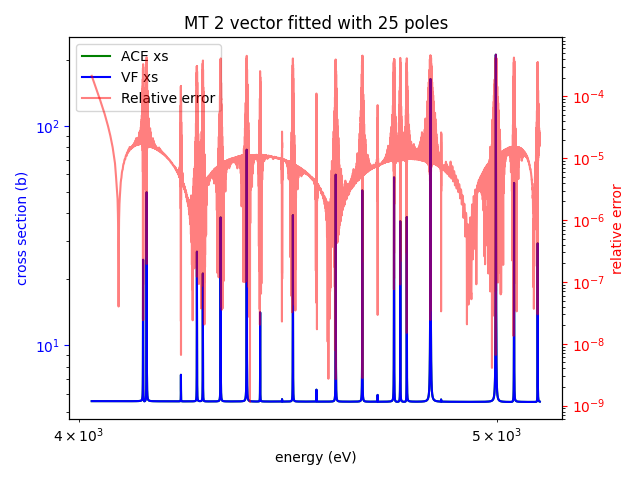 MT 2 vector fitted with 25 poles
ACE xs
VF xs
Relative error
cross section (b)
10²
10¹
relative error
10⁻⁴
10⁻⁵
10⁻⁶
10⁻⁷
10⁻⁸
10⁻⁹
4 × 10³
5 × 10³
energy (eV)